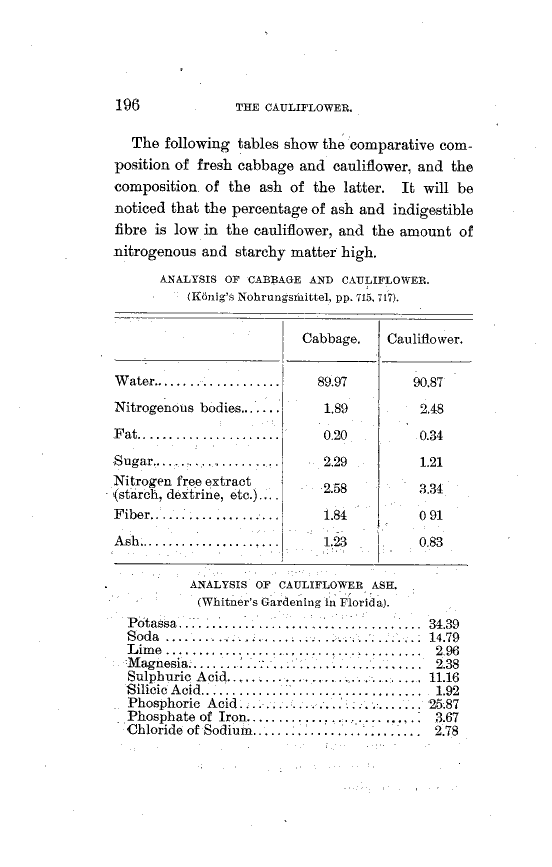 196 THE CAULIFLOWER.
The following tables show the comparative com-
position of fresh cabbage and cauliflower, and the
composition of the ash of the latter. It will be
noticed that the percentage of ash and indigestible
fibre is low in the cauliflower, and the amount of
nitrogenous and starchy matter high.
ANALYSIS OF CABBAGE AND CAULIFLOWER.
(König's Nohrungsmittel, pp. 715, 717).
Cabbage. Cauliflower.
Water.................... 89.97 90.87
Nitrogenous bodies....... 1.89 2.48
Fat...................... 0.20 0.34
Sugar.................... 2.29 1.21
Nitrogen free extract
(starch, dextrine, etc.).... 2.58 3.34
Fiber.................... 1.84 0 91
Ash...................... 1.23 0.83
ANALYSIS OF CAULIFLOWER ASH.
(Whitner's Gardening in Florida).
Potassa.................................. 34.39
Soda .................................... 14.79
Lime .................................... 2.96
Magnesia................................. 2.38
Sulphuric Acid........................... 11.16
Silicic Acid............................. 1.92
Phosphoric Acid.......................... 25.87
Phosphate of Iron........................ 3.67
Chloride of Sodium....................... 2.78